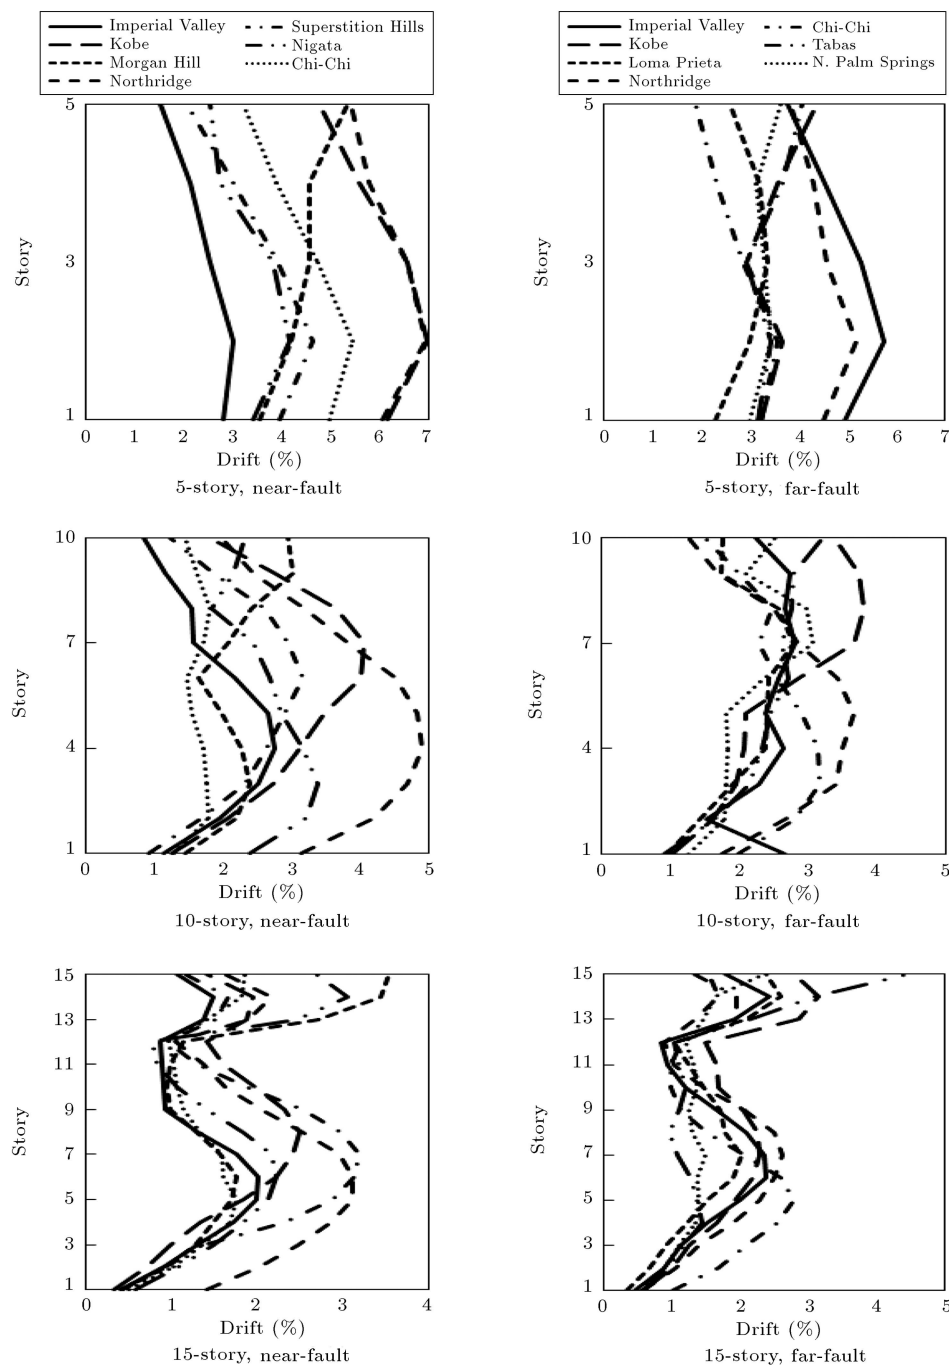 Imperial Valley
Kobe
Morgan Hill
Northridge
Superstition Hills
Nigata
Chi-Chi
5
3
1
Story
0 1 2 3 4 5 6 7
Drift (%)
5-story, near-fault
Imperial Valley
Kobe
Loma Prieta
Northridge
Chi-Chi
Tabas
N. Palm Springs
5
3
1
Story
0 1 2 3 4 5 6 7
Drift (%)
5-story, far-fault
10
7
4
1
Story
0 1 2 3 4 5
Drift (%)
10-story, near-fault
10
7
4
1
Story
0 1 2 3 4 5
Drift (%)
10-story, far-fault
15
13
11
9
7
5
3
1
Story
0 1 2 3 4
Drift (%)
15-story, near-fault
15
13
11
9
7
5
3
1
Story
0 1 2 3 4 5
Drift (%)
15-story, far-fault